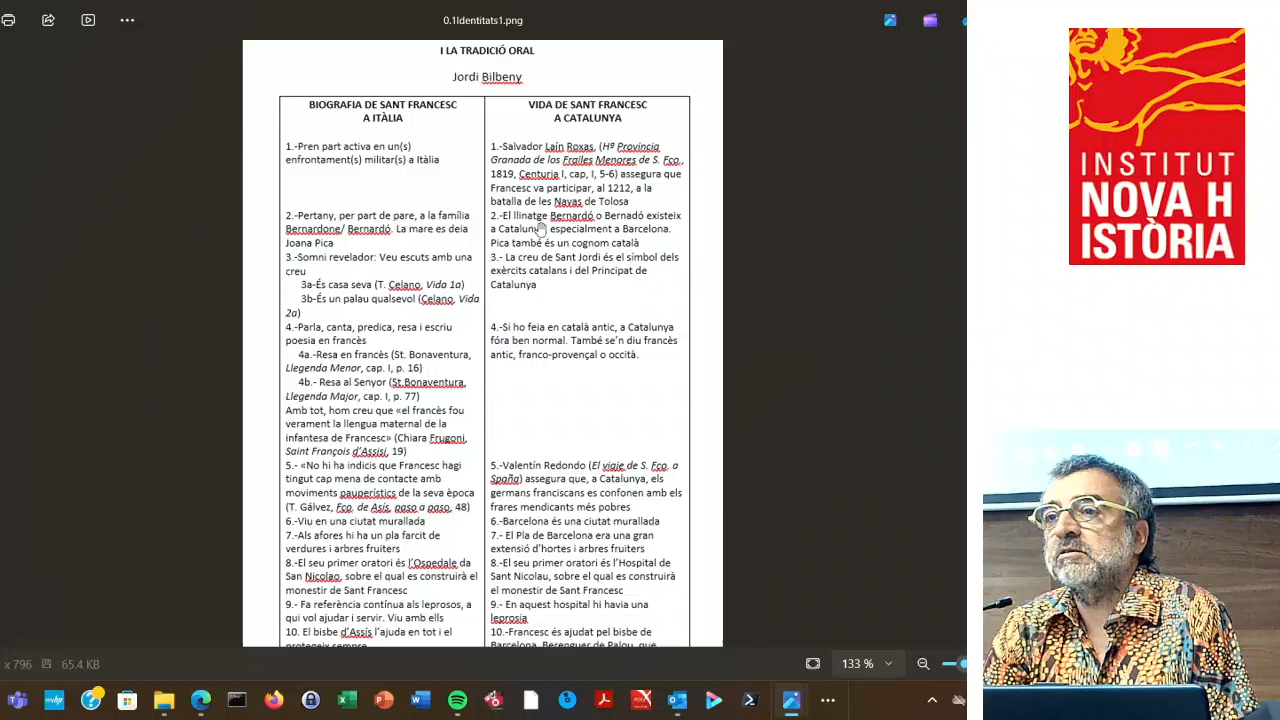 0.1Identitats1.png
I LA TRADICIÓ ORAL
Jordi Bilbeny
BIOGRAFIA DE SANT FRANCESC
A ITÀLIA
1.-Pren part activa en un(s)
enfrontament(s) militar(s) a Itàlia
2.-Pertany, per part de pare, a la família
Bernardone/ Bernardó. La mare es deia
Joana Pica
3.-Somni revelador: Veu escuts amb una
creu
3a-És casa seva (T. Celano, Vida 1a)
3b-És un palau qualsevol (Celano, Vida
2a)
4.-Parla, canta, predica, resa i escriu
poesia en francès
4a.-Resa en francès (St. Bonaventura,
Llegenda Menor, cap. I, p. 16)
4b.- Resa al Senyor (St.Bonaventura,
Llegenda Major, cap. I, p. 77)
Amb tot, hom creu que «el francès fou
verament la llengua maternal de la
infantesa de Francesc» (Chiara Frugoni,
Saint François d’Assisi, 19)
5.- «No hi ha indicis que Francesc hagi
tingut cap mena de contacte amb
moviments pauperístics de la seva època
(T. Gálvez, Fco. de Asís, paso a paso, 48)
6.-Viu en una ciutat murallada
7.-Als afores hi ha un pla farcit de
verdures i arbres fruiters
8.-El seu primer oratori és l’Ospedale da
San Nicolao, sobre el qual es construirà el
monestir de Sant Francesc
9.- Fa referència contínua als leprosos, a
qui vol ajudar i servir. Viu amb ells
10. El bisbe d’Assís l’ajuda en tot i el
protegeix sempre
VIDA DE SANT FRANCESC
A CATALUNYA
1.-Salvador Laín Roxas, (Hª Provincia
Granada de los Frailes Menores de S. Fco.,
1819, Centuria I, cap, I, 5-6) assegura que
Francesc va participar, al 1212, a la
batalla de les Navas de Tolosa
2.-El llinatge Bernardó o Bernadó existeix
a Catalunya especialment a Barcelona.
Pica també és un cognom català
3.- La creu de Sant Jordi és el símbol dels
exèrcits catalans i del Principat de
Catalunya
4.-Si ho feia en català antic, a Catalunya
fóra ben normal. També se’n diu francès
antic, franco-provençal o occità.
5.-Valentín Redondo (El viaje de S. Fco. a
Spaña) assegura que, a Catalunya, els
germans franciscans es confonen amb els
frares mendicants més pobres
6.-Barcelona és una ciutat murallada
7.- El Pla de Barcelona era una gran
extensió d’hortes i arbres fruiters
8.-El seu primer oratori és l’Hospital de
Sant Nicolau, sobre el qual es construirà
el monestir de Sant Francesc
9.- En aquest hospital hi havia una
leprosia
10.-Francesc és ajudat pel bisbe de
Barcelona, Berenguer de Palou, que
x 796 65.4 KB
133 %
INSTITUT
NOVA H
ISTÒRIA